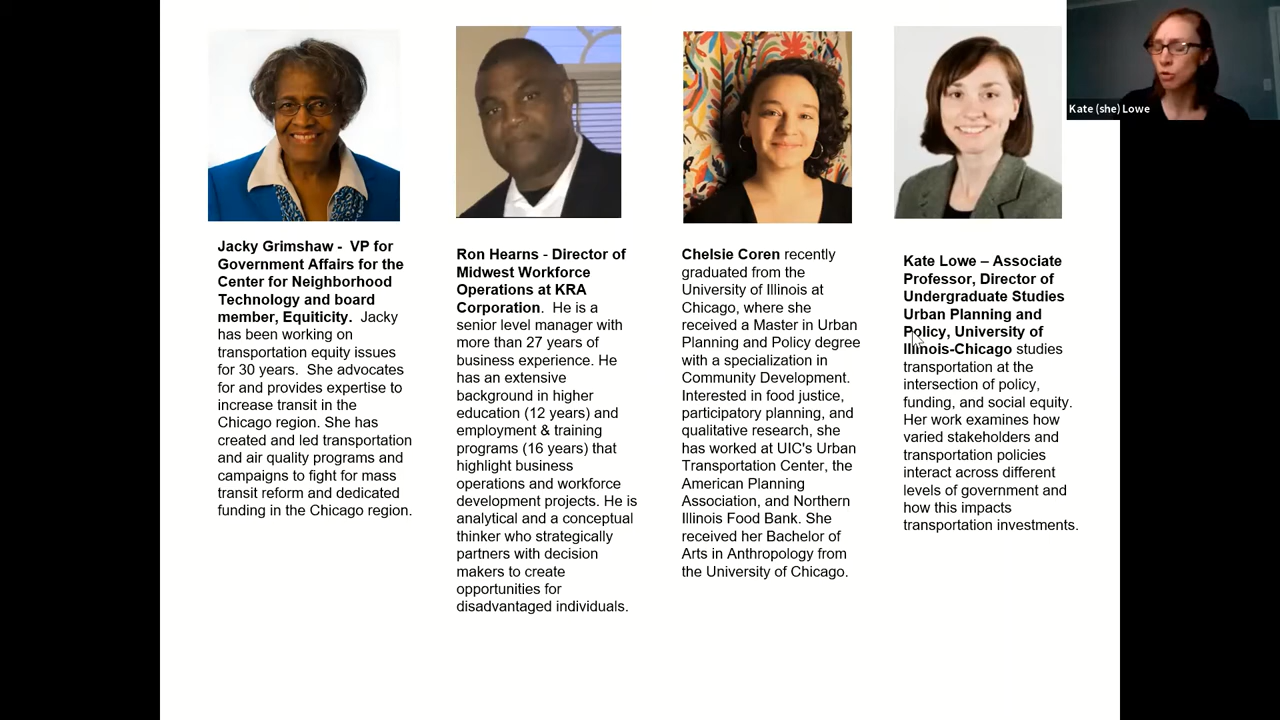 Kate (she) Lowe
Jacky Grimshaw - VP for
Government Affairs for the
Center for Neighborhood
Technology and board
member, Equiticity. Jacky
has been working on
transportation equity issues
for 30 years. She advocates
for and provides expertise to
increase transit in the
Chicago region. She has
created and led transportation
and air quality programs and
campaigns to fight for mass
transit reform and dedicated
funding in the Chicago region.
Ron Hearns - Director of
Midwest Workforce
Operations at KRA
Corporation. He is a
senior level manager with
more than 27 years of
business experience. He
has an extensive
background in higher
education (12 years) and
employment & training
programs (16 years) that
highlight business
operations and workforce
development projects. He is
analytical and a conceptual
thinker who strategically
partners with decision
makers to create
opportunities for
disadvantaged individuals.
Chelsie Coren recently
graduated from the
University of Illinois at
Chicago, where she
received a Master in Urban
Planning and Policy degree
with a specialization in
Community Development.
Interested in food justice,
participatory planning, and
qualitative research, she
has worked at UIC's Urban
Transportation Center, the
American Planning
Association, and Northern
Illinois Food Bank. She
received her Bachelor of
Arts in Anthropology from
the University of Chicago.
Kate Lowe – Associate
Professor, Director of
Undergraduate Studies
Urban Planning and
Policy, University of
Illinois-Chicago studies
transportation at the
intersection of policy,
funding, and social equity.
Her work examines how
varied stakeholders and
transportation policies
interact across different
levels of government and
how this impacts
transportation investments.